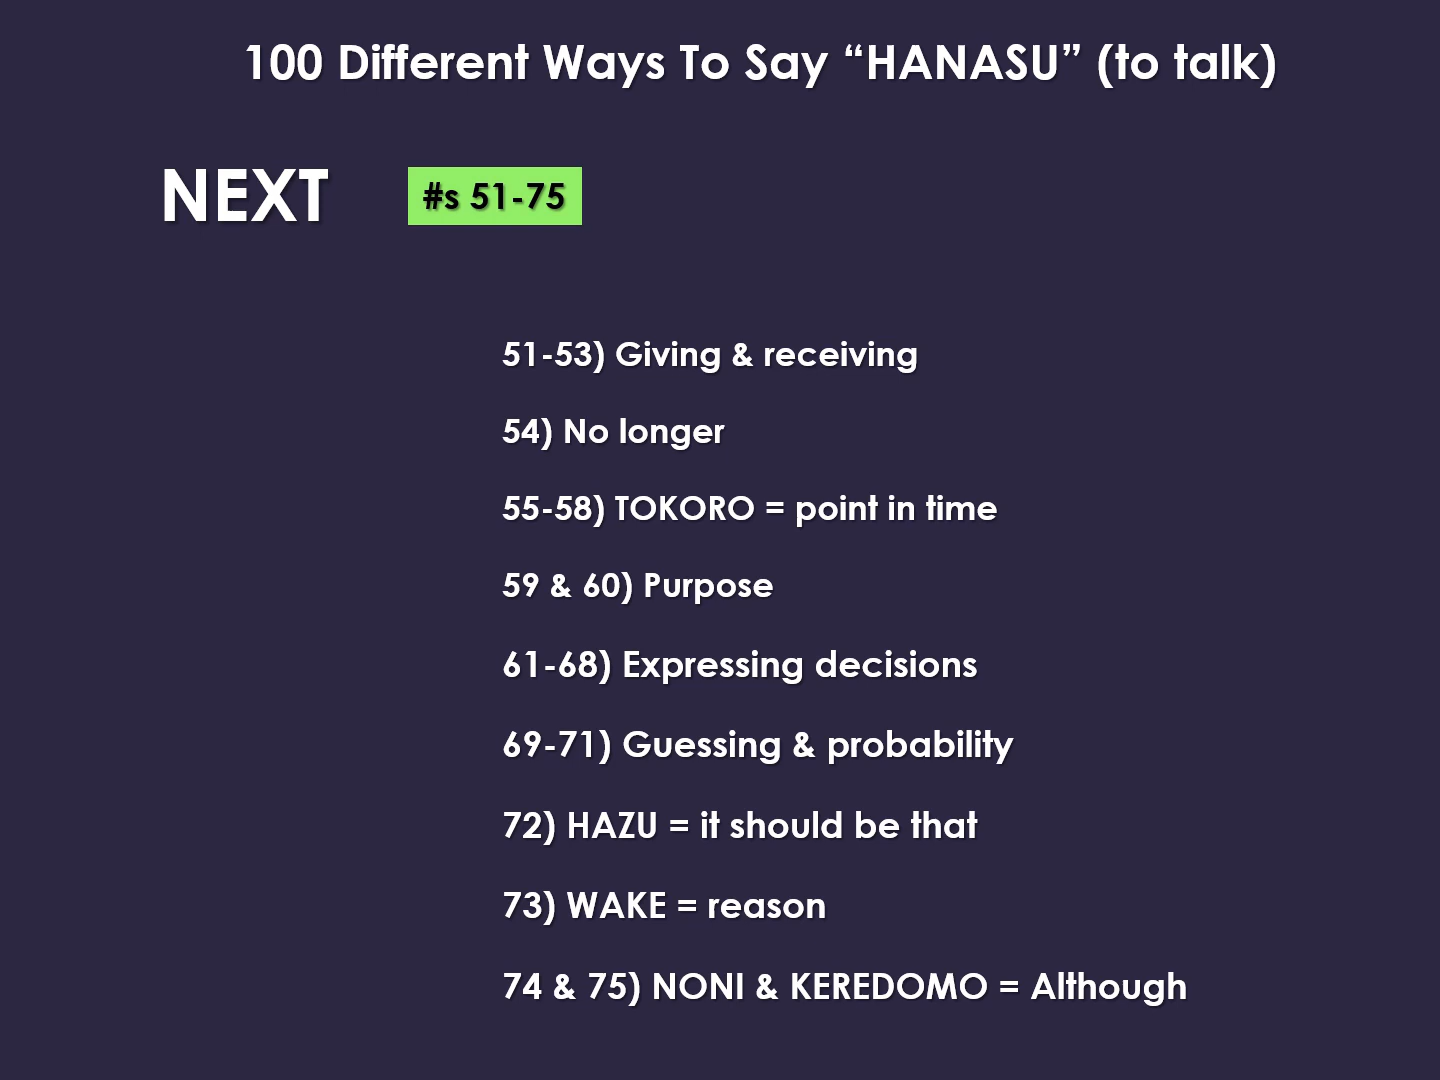 100 Different Ways To Say “HANASU” (to talk)
NEXT
#s 51-75
51-53) Giving & receiving
54) No longer
55-58) TOKORO = point in time
59 & 60) Purpose
61-68) Expressing decisions
69-71) Guessing & probability
72) HAZU = it should be that
73) WAKE = reason
74 & 75) NONI & KEREDOMO = Although